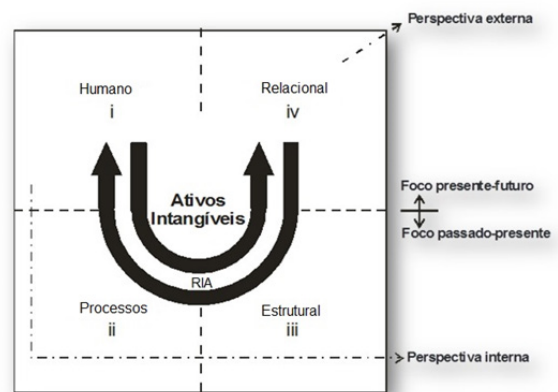 Perspectiva externa
Humano
i
Relacional
iv
Ativos
Intangíveis
Foco presente-futuro
Foco passado-presente
RIA
Processos
ii
Estrutural
iii
Perspectiva interna